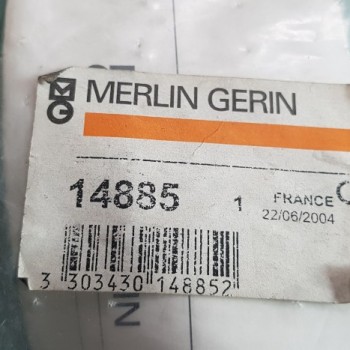 MERLIN GERIN
14885 1 FRANCE
22/06/2004
3 303430 148852